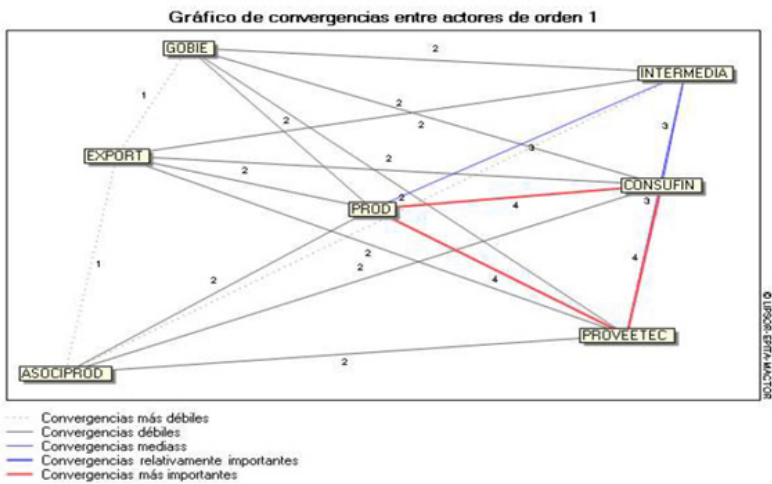 Gráfico de convergencias entre actores de orden 1
GOBIE
2
INTERMEDIA
1
2
2
2
3
3
EXPORT
2
2
CONSUFIN
2
3
PROD
4
2
1
2
2
4
4
PROVEETEC
2
ASOCIPROD
© LIPSOR-EPITA-MACTOR
Convergencias más débiles
Convergencias débiles
Convergencias mediass
Convergencias relativamente importantes
Convergencias más importantes